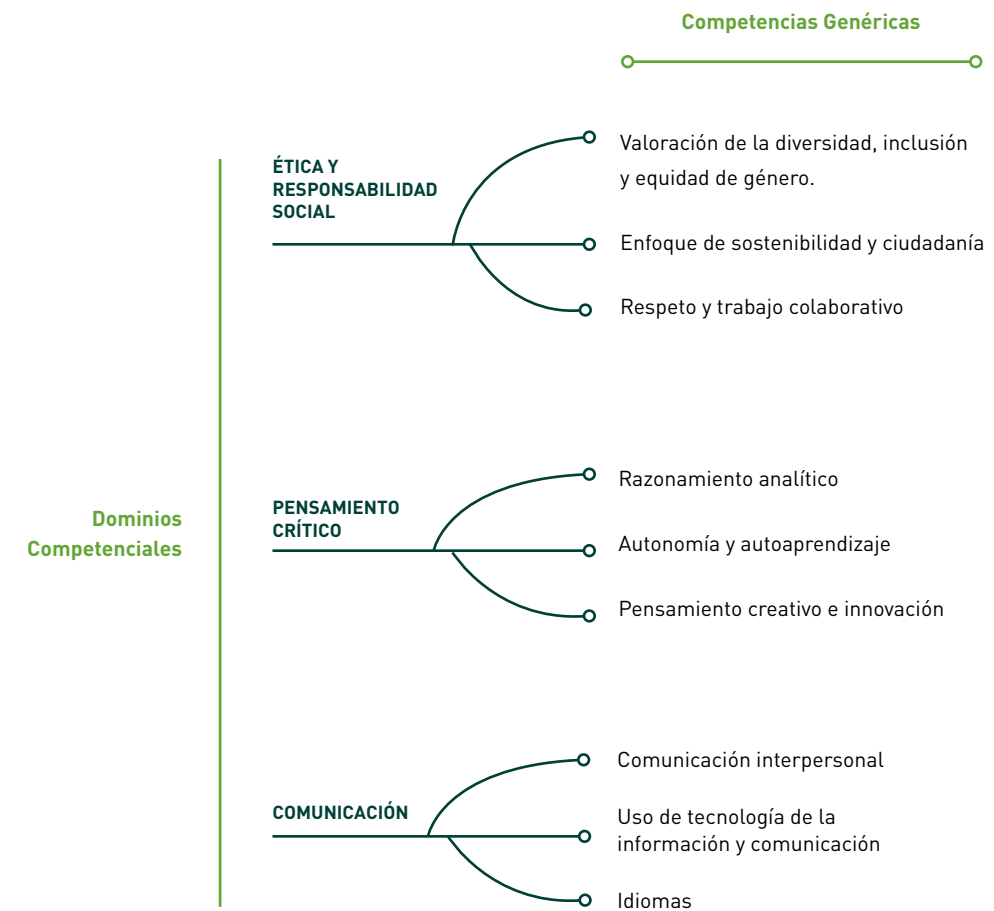 Competencias Genéricas
ÉTICA Y
RESPONSABILIDAD
SOCIAL
Valoración de la diversidad, inclusión
y equidad de género.
Enfoque de sostenibilidad y ciudadanía
Respeto y trabajo colaborativo
Dominios
Competenciales
PENSAMIENTO
CRÍTICO
Razonamiento analítico
Autonomía y autoaprendizaje
Pensamiento creativo e innovación
COMUNICACIÓN
Comunicación interpersonal
Uso de tecnología de la
información y comunicación
Idiomas